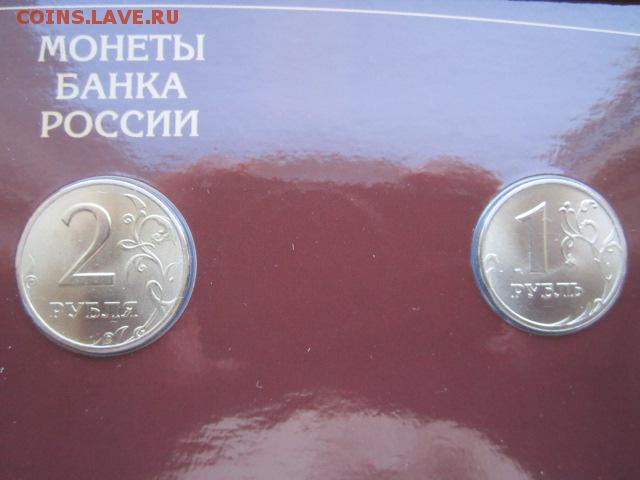 COINS.LAVE.RU
МОНЕТЫ
БАНКА
РОССИИ
2
РУБЛЯ
1
РУБЛЬ